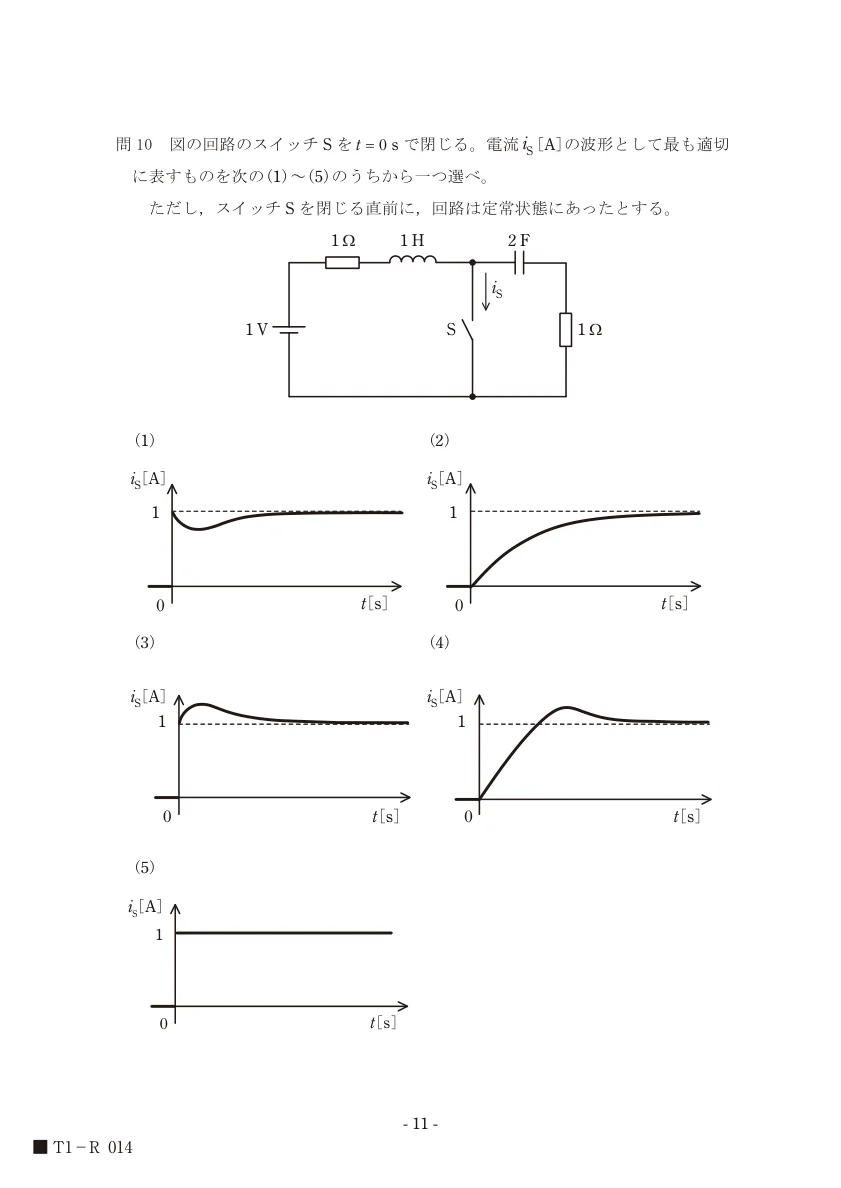 問 10　図の回路のスイッチ S を t = 0 s で閉じる。電流 iS [A]の波形として最も適切
に表すものを次の(1)～(5)のうちから一つ選べ。
ただし，スイッチ S を閉じる直前に，回路は定常状態にあったとする。
1 Ω 1 H 2 F
iS
1 V S 1 Ω
(1) (2)
iS[A] iS[A]
1 1
0 t[s] 0 t[s]
(3) (4)
iS[A] iS[A]
1 1
0 t[s] 0 t[s]
(5)
iS[A]
1
0 t[s]
- 11 -
■ T1－R 014